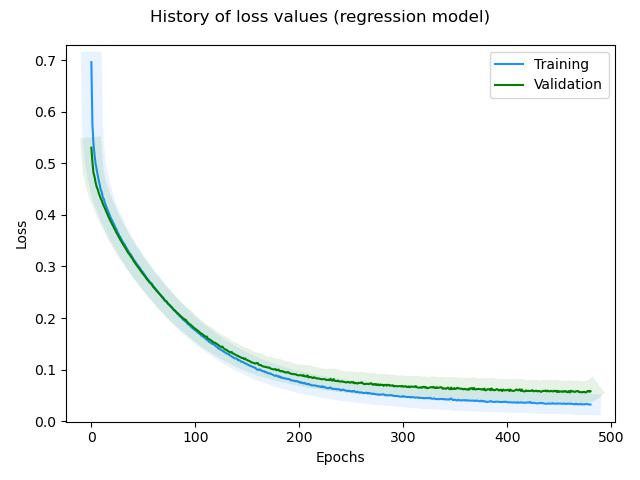 History of loss values (regression model)
Training
Validation
0.7
0.6
0.5
0.4
0.3
0.2
0.1
0.0
Loss
0 100 200 300 400 500
Epochs